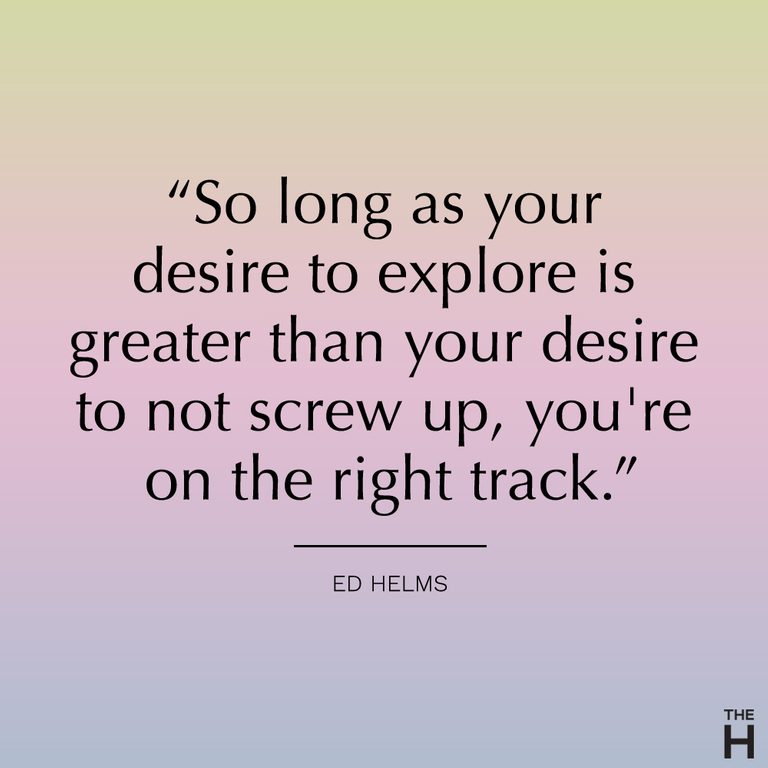 “So long as your
desire to explore is
greater than your desire
to not screw up, you're
on the right track.”
ED HELMS
THE
H